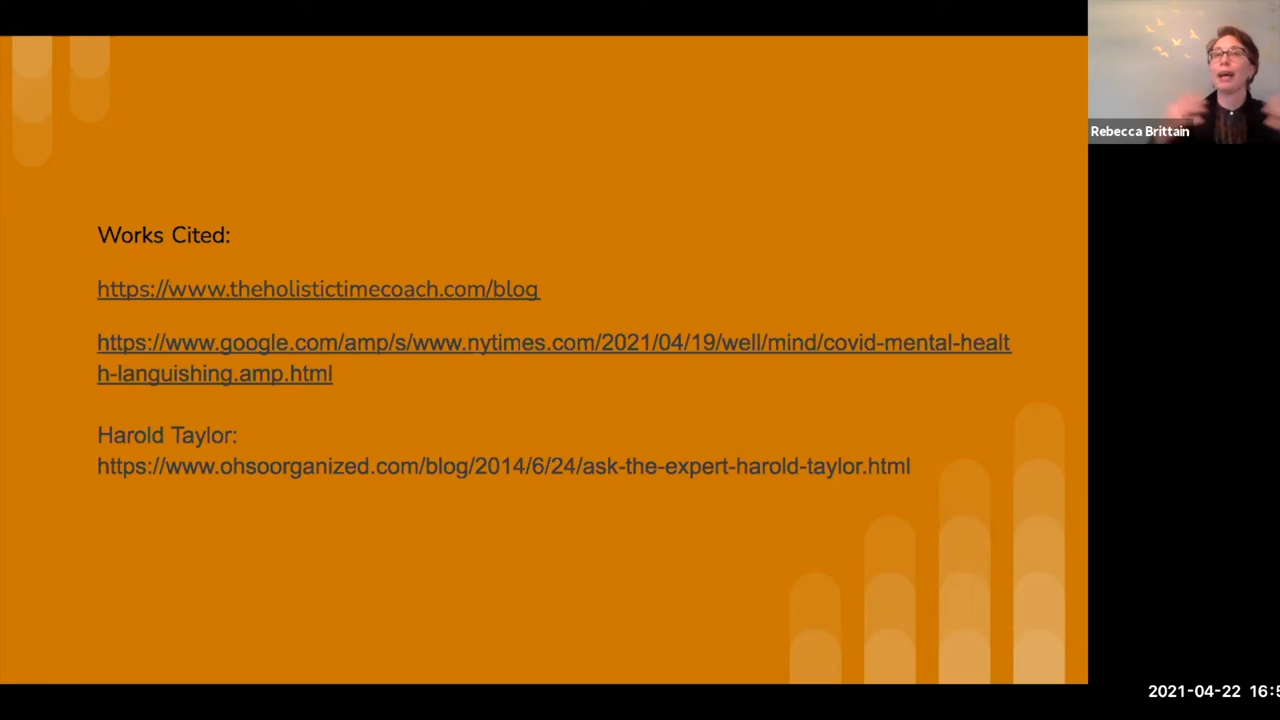 Works Cited:
https://www.theholistictimecoach.com/blog
https://www.google.com/amp/s/www.nytimes.com/2021/04/19/well/mind/covid-mental-healt
h-languishing.amp.html
Harold Taylor:
https://www.ohsoorganized.com/blog/2014/6/24/ask-the-expert-harold-taylor.html
Rebecca Brittain
2021-04-22 16:5